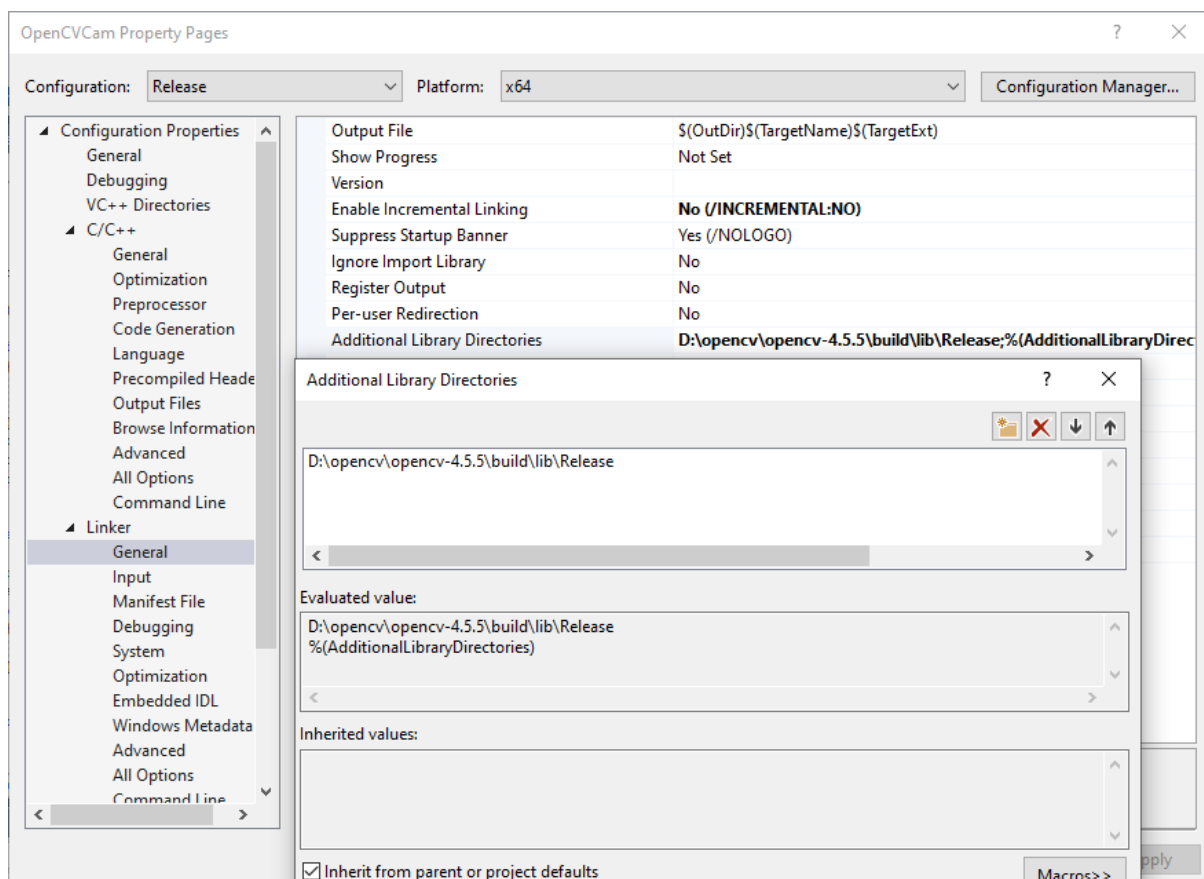 OpenCVCam Property Pages
?
Configuration: Release Platform: x64 Configuration Manager...
Configuration Properties
General
Debugging
VC++ Directories
C/C++
General
Optimization
Preprocessor
Code Generation
Language
Precompiled Heade
Output Files
Browse Information
Advanced
All Options
Command Line
Linker
General
Input
Manifest File
Debugging
System
Optimization
Embedded IDL
Windows Metadata
Advanced
All Options
Command Line
Output File $(OutDir)$(TargetName)$(TargetExt)
Show Progress Not Set
Version
Enable Incremental Linking No (/INCREMENTAL:NO)
Suppress Startup Banner Yes (/NOLOGO)
Ignore Import Library No
Register Output No
Per-user Redirection No
Additional Library Directories D:\opencv\opencv-4.5.5\build\lib\Release;%(AdditionalLibraryDirec
Additional Library Directories ?
D:\opencv\opencv-4.5.5\build\lib\Release
Evaluated value:
D:\opencv\opencv-4.5.5\build\lib\Release
%(AdditionalLibraryDirectories)
Inherited values:
Inherit from parent or project defaults
Macros>>
pply